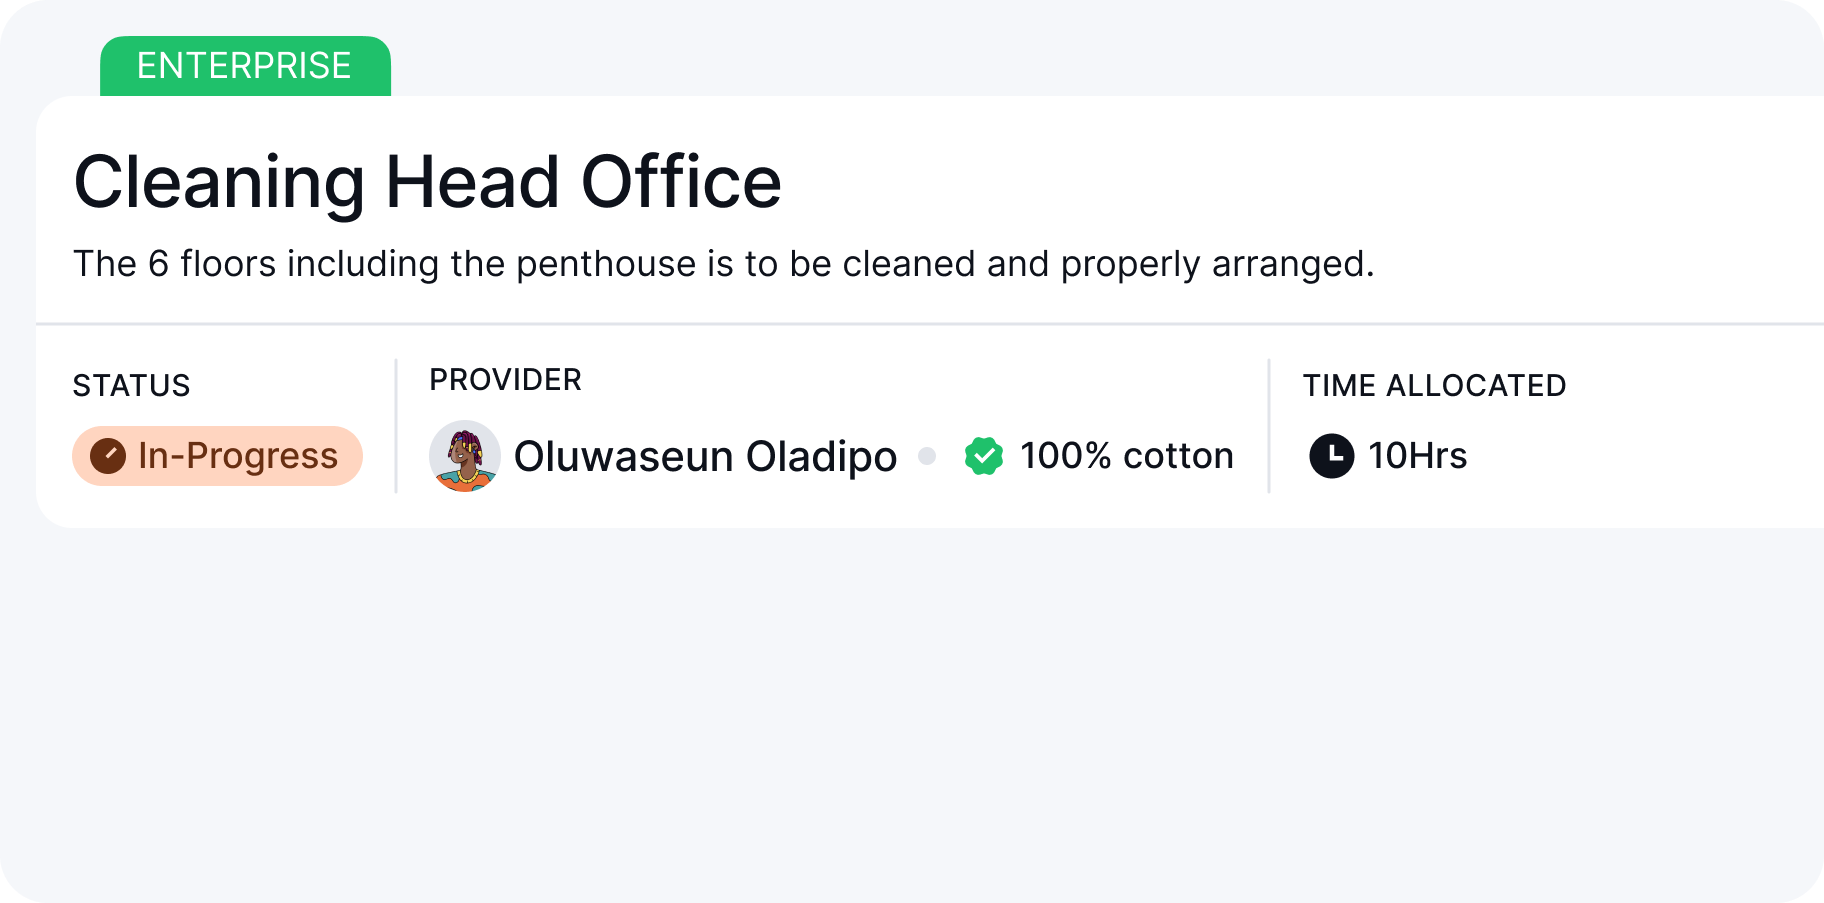 ENTERPRISE
Cleaning Head Office
The 6 floors including the penthouse is to be cleaned and properly arranged.
STATUS
In-Progress
PROVIDER
Oluwaseun Oladipo
100% cotton
TIME ALLOCATED
10Hrs